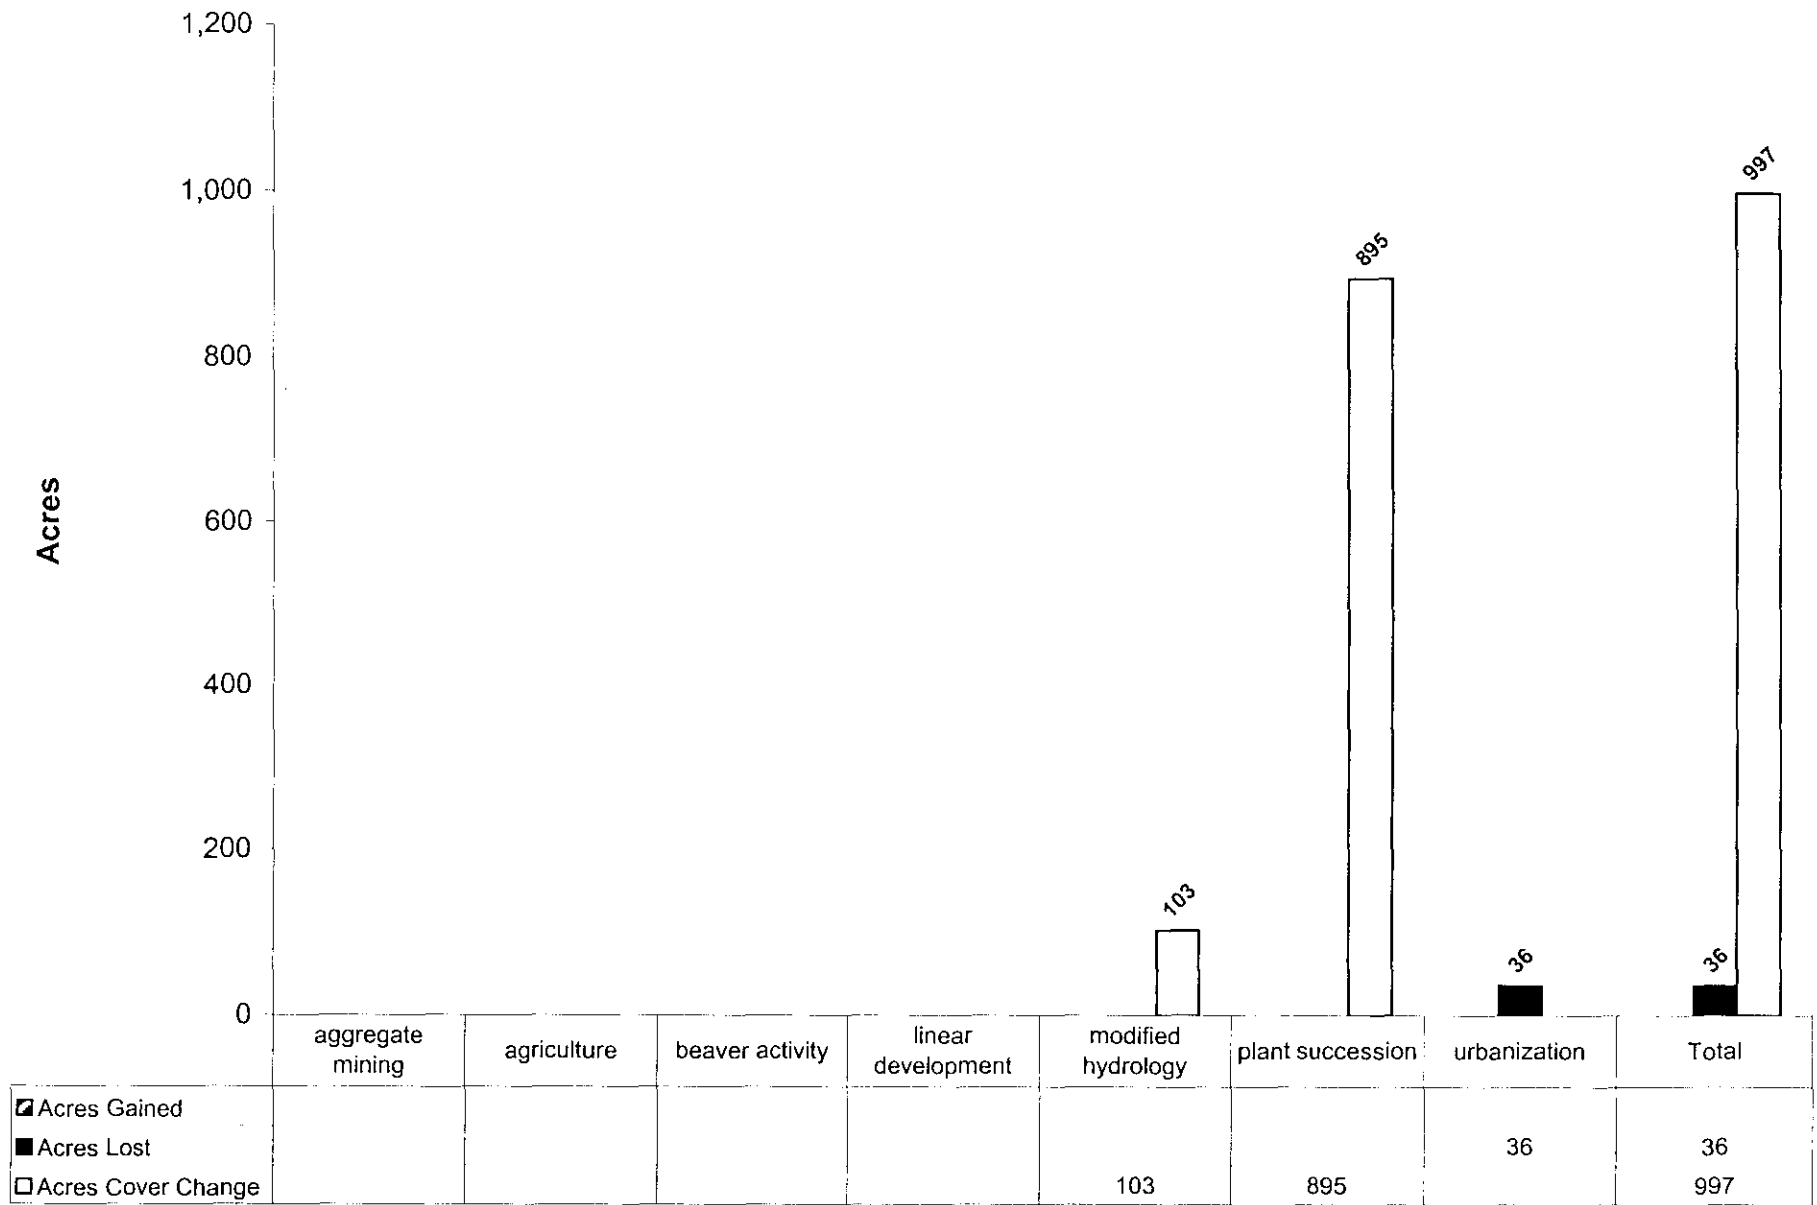 1,200
1,000
800
600
400
200
0
Acres
103
895
36
36
997
aggregate mining
agriculture
beaver activity
linear development
modified hydrology
plant succession
urbanization
Total
Acres Gained
Acres Lost 36 36
Acres Cover Change 103 895 997